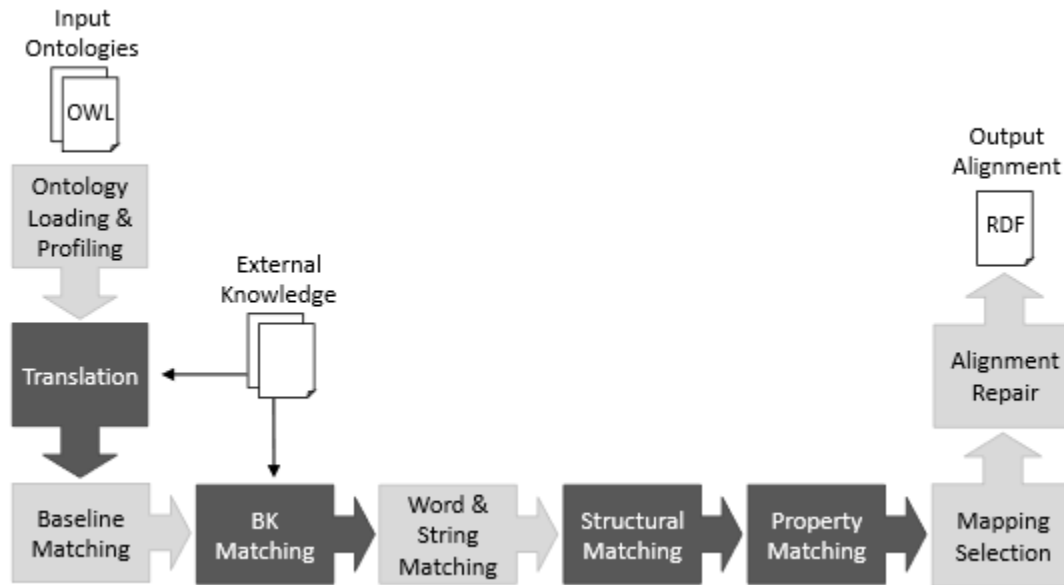 Input
Ontologies
OWL
Ontology
Loading &
Profiling
External
Knowledge
Translation
Baseline
Matching
BK
Matching
Word &
String
Matching
Structural
Matching
Property
Matching
Mapping
Selection
Alignment
Repair
Output
Alignment
RDF